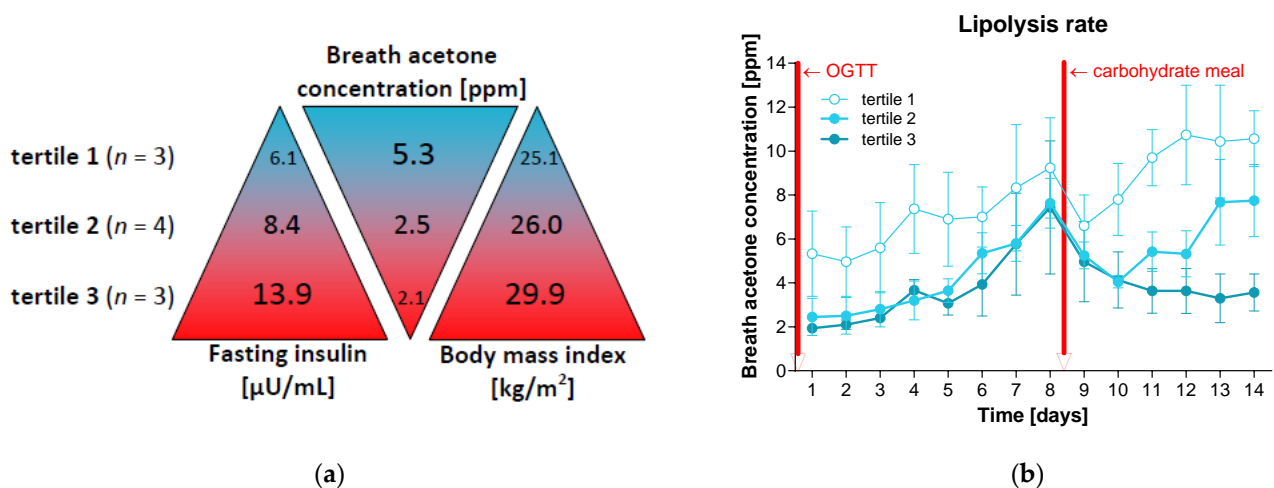 Breath acetone
concentration [ppm]
tertile 1 (n = 3)
6.1
5.3
25.1
tertile 2 (n = 4)
8.4
2.5
26.0
tertile 3 (n = 3)
13.9
2.1
29.9
Fasting insulin
[μU/mL]
Body mass index
[kg/m²]
(a)
Lipolysis rate
Breath acetone concentration [ppm]
14
12
10
8
6
4
2
0
← OGTT
← carbohydrate meal
tertile 1
tertile 2
tertile 3
1 2 3 4 5 6 7 8 9 10 11 12 13 14
Time [days]
(b)